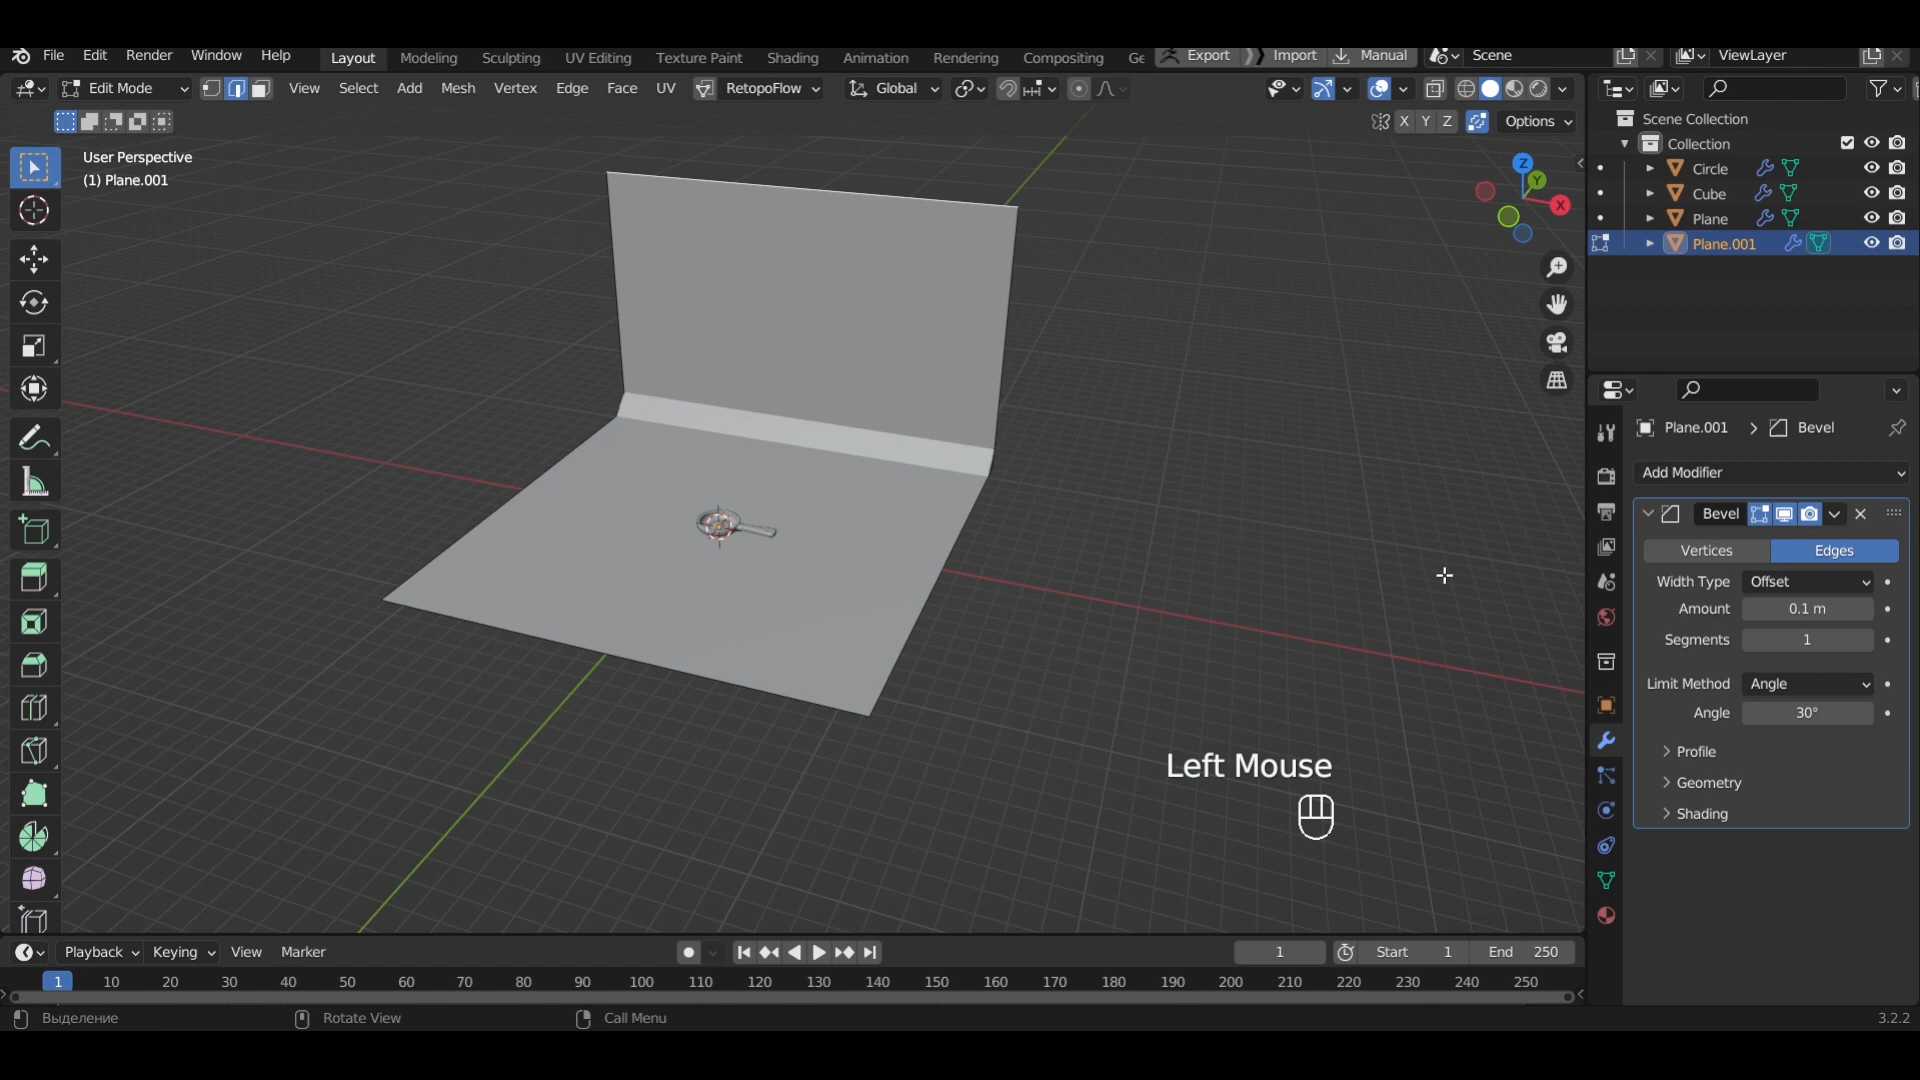 File Edit Render Window Help Layout Modeling Sculpting UV Editing Texture Paint Shading Animation Rendering Compositing Ge Export Import Manual Scene ViewLayer
Edit Mode View Select Add Mesh Vertex Edge Face UV RetopoFlow Global
X Y Z Options
User Perspective
(1) Plane.001
Z
Y
X
Scene Collection
Collection
Circle
Cube
Plane
Plane.001
Plane.001 > Bevel
Add Modifier
Bevel
Vertices Edges
Width Type Offset
Amount 0.1 m
Segments 1
Limit Method Angle
Angle 30°
Profile
Geometry
Shading
Left Mouse
Playback Keying View Marker 1 Start 1 End 250
1 10 20 30 40 50 60 70 80 90 100 110 120 130 140 150 160 170 180 190 200 210 220 230 240 250
Выделение Rotate View Call Menu 3.2.2